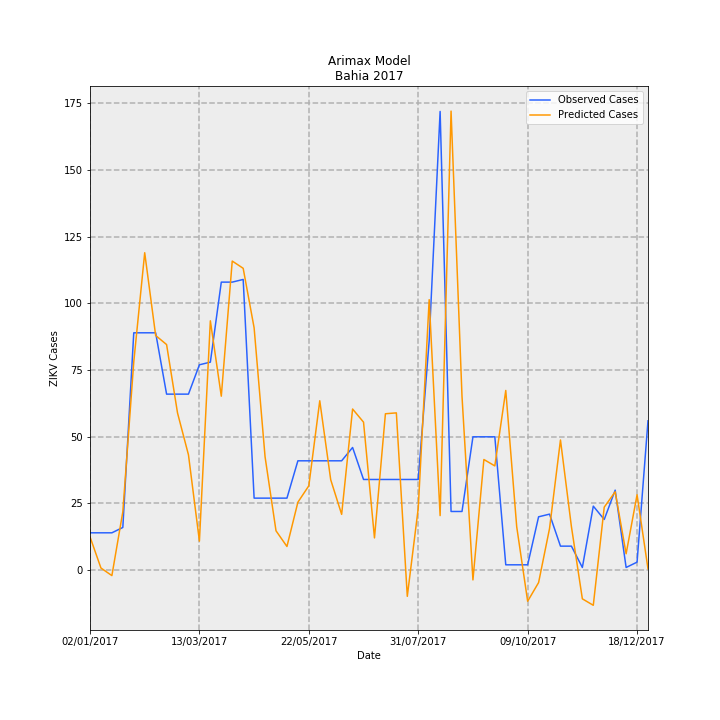 Arimax Model
Bahia 2017
Observed Cases
Predicted Cases
175
150
125
100
75
50
25
0
ZIKV Cases
02/01/2017
13/03/2017
22/05/2017
31/07/2017
09/10/2017
18/12/2017
Date